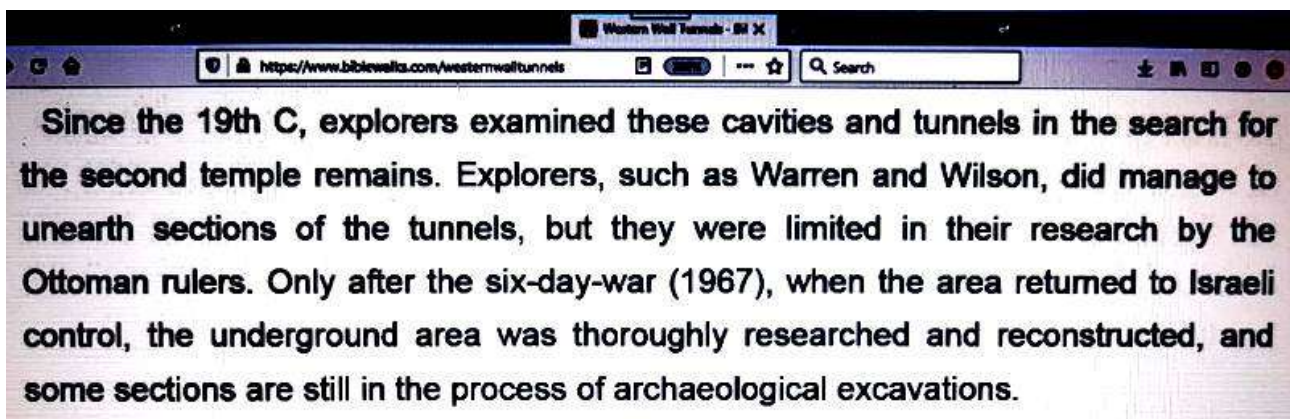 Western Wall Tunnels - Bi
https://www.biblewalks.com/westernwalltunnels
Search
Since the 19th C, explorers examined these cavities and tunnels in the search for
the second temple remains. Explorers, such as Warren and Wilson, did manage to
unearth sections of the tunnels, but they were limited in their research by the
Ottoman rulers. Only after the six-day-war (1967), when the area returned to Israeli
control, the underground area was thoroughly researched and reconstructed, and
some sections are still in the process of archaeological excavations.